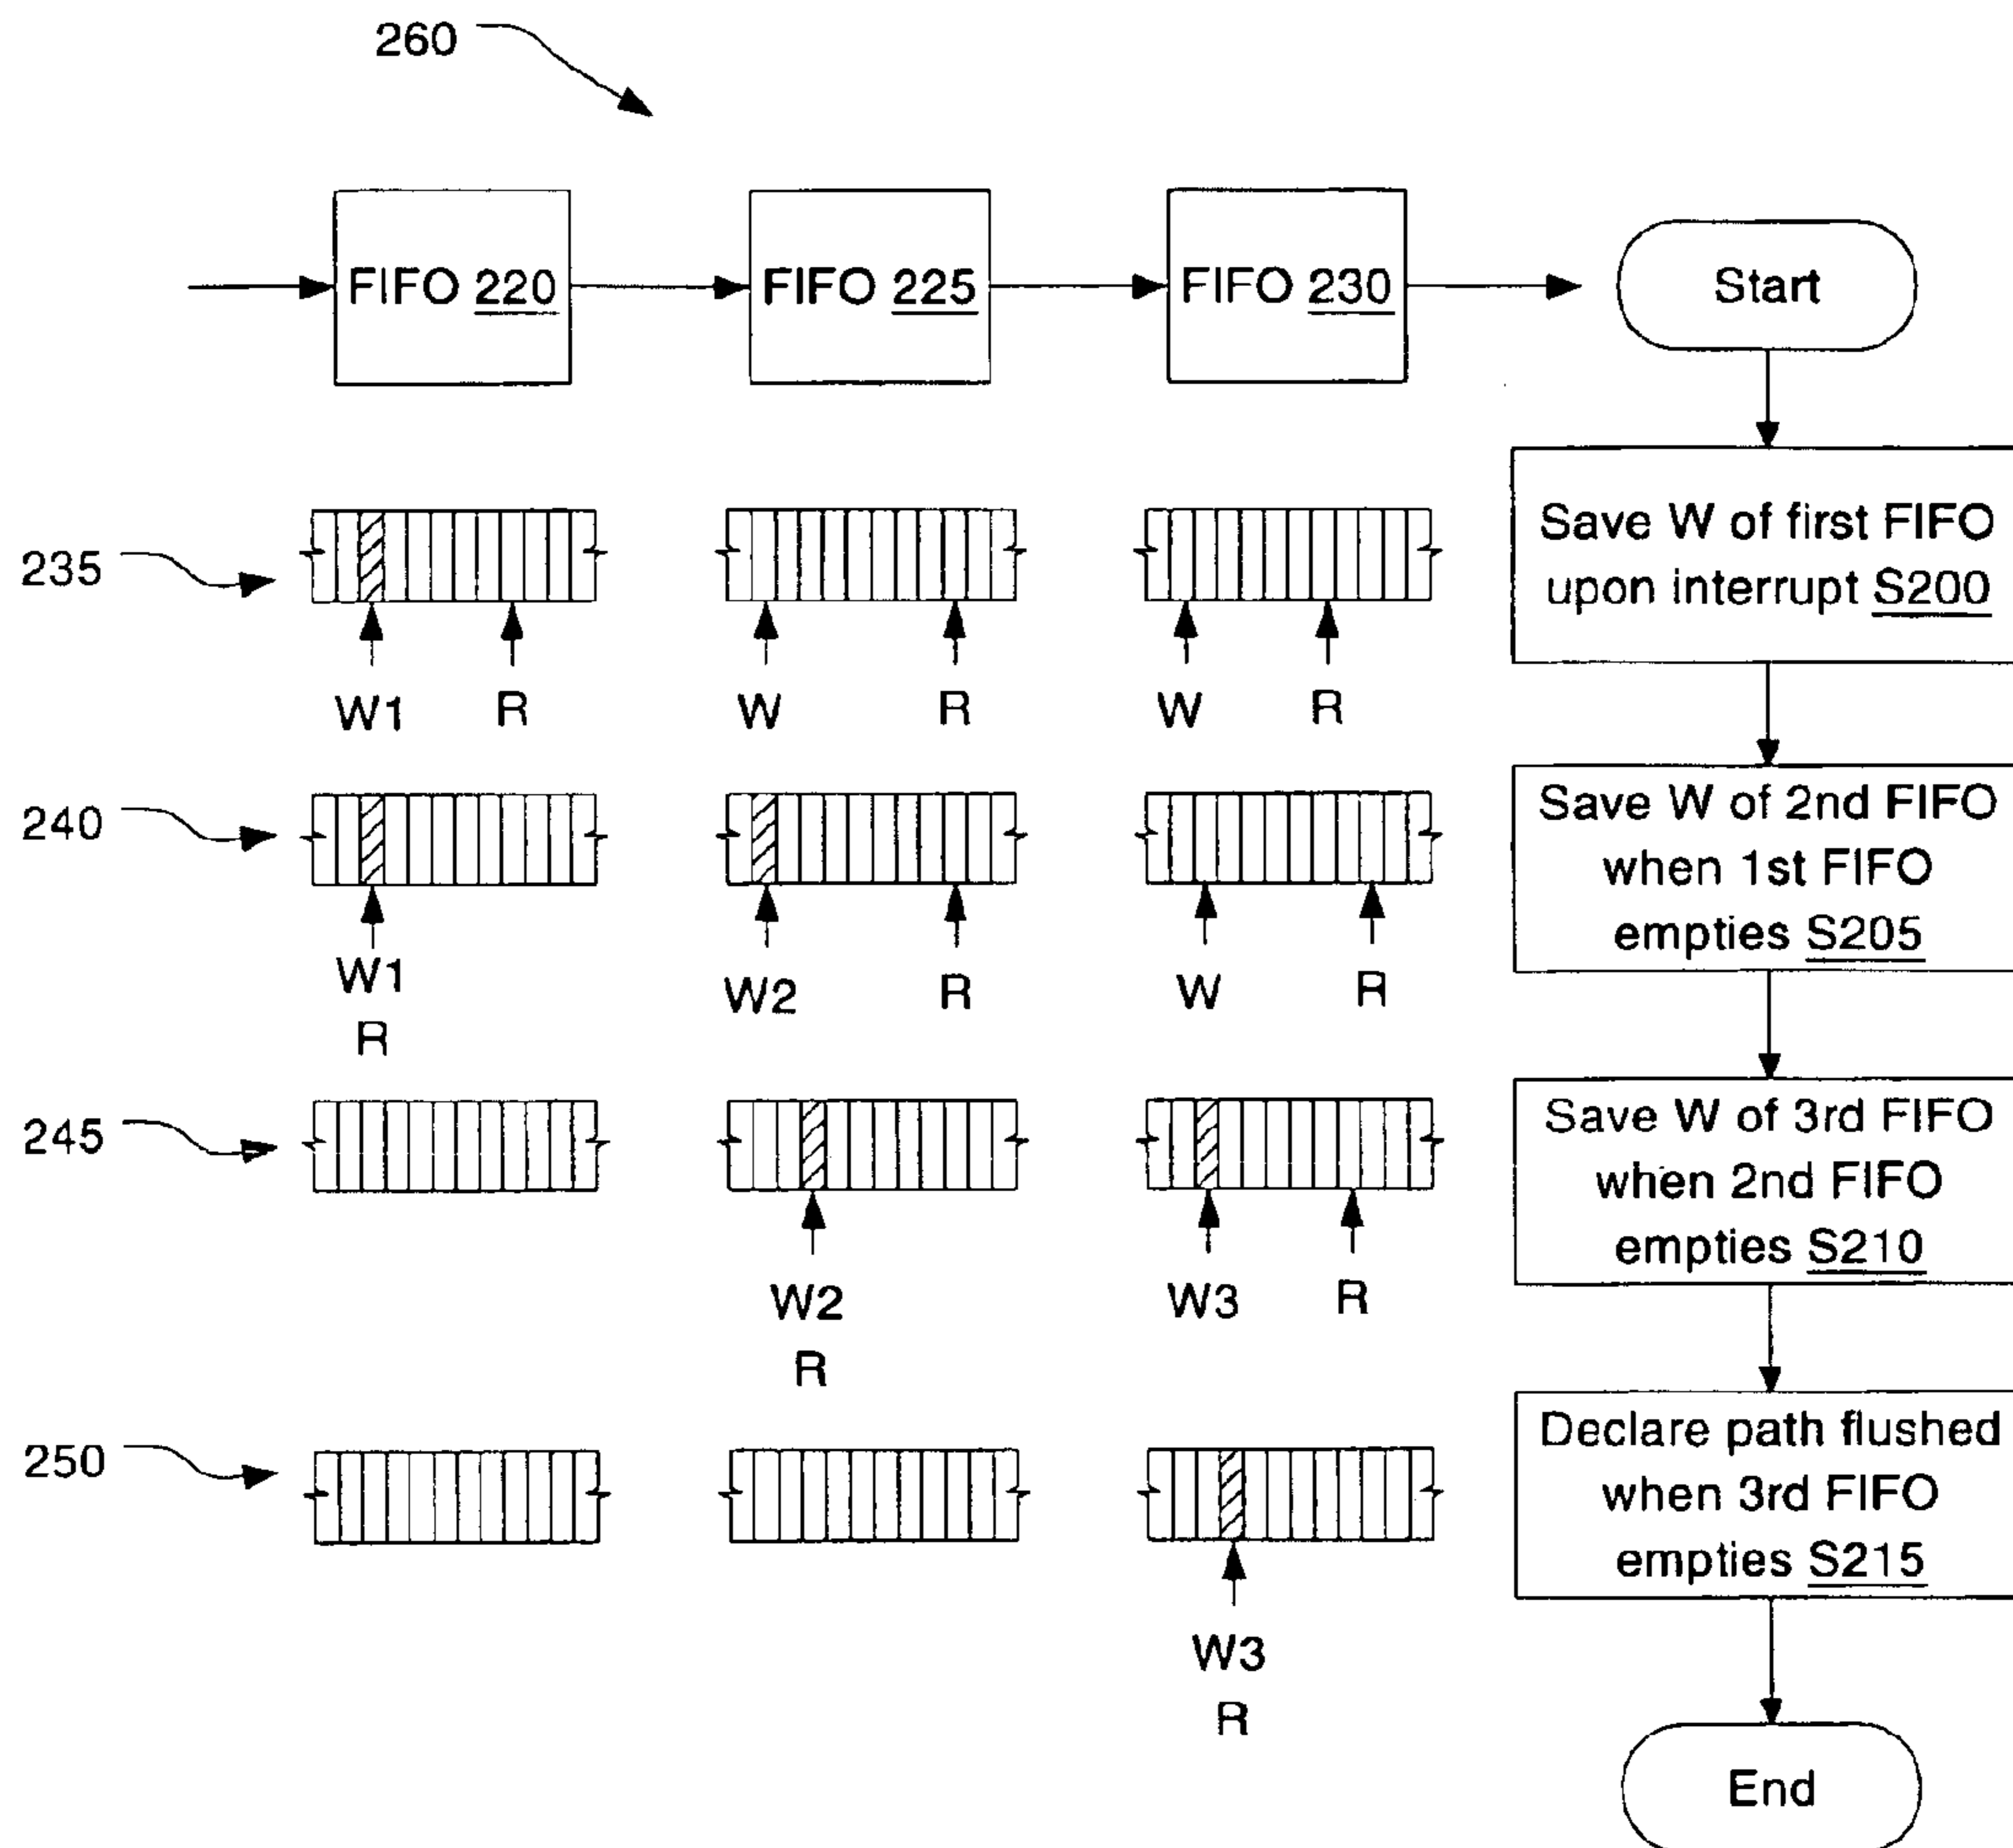 260
FIFO 220
FIFO 225
FIFO 230
Start
235
W1 R
W R
W R
Save W of first FIFO
upon interrupt S200
240
W1
R
W2 R
W R
Save W of 2nd FIFO
when 1st FIFO
empties S205
245
W2
R
W3 R
Save W of 3rd FIFO
when 2nd FIFO
empties S210
250
W3
R
Declare path flushed
when 3rd FIFO
empties S215
End